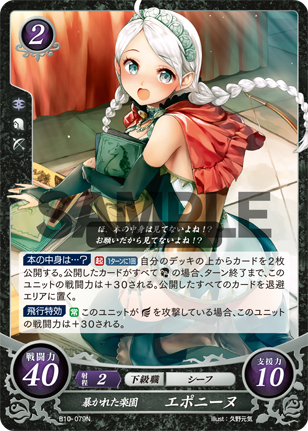 2
SAMPLE
ほ、本の中身は見てないよね!?
お願いだから見てないよね!?
本の中身は…? 起 1ターンに1回 自分のデッキの上からカードを2枚
公開する。公開したカードがすべて の場合、ターン終了まで、この
ユニットの戦闘力は+30される。公開したすべてのカードを退避
エリアに置く。
飛行特効 常 このユニットが を攻撃している場合、このユニット
の戦闘力は+30される。
戦闘力
40
射程 2 下級職 シーフ
支援力
10
暴かれた楽園 エポニーヌ
B10-079N
Illust:久野元気